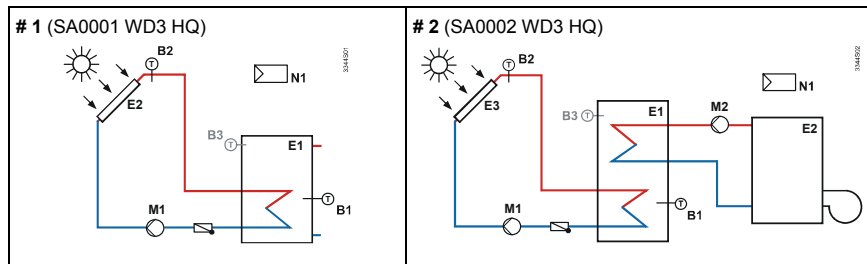 # 1 (SA0001 WD3 HQ)
B2
3344S01
N1
E2
B3
T
E1
T
T
B1
M1
# 2 (SA0002 WD3 HQ)
B2
3344S02
T
N1
E3
B3
T
E1
M2
E2
T
B1
M1